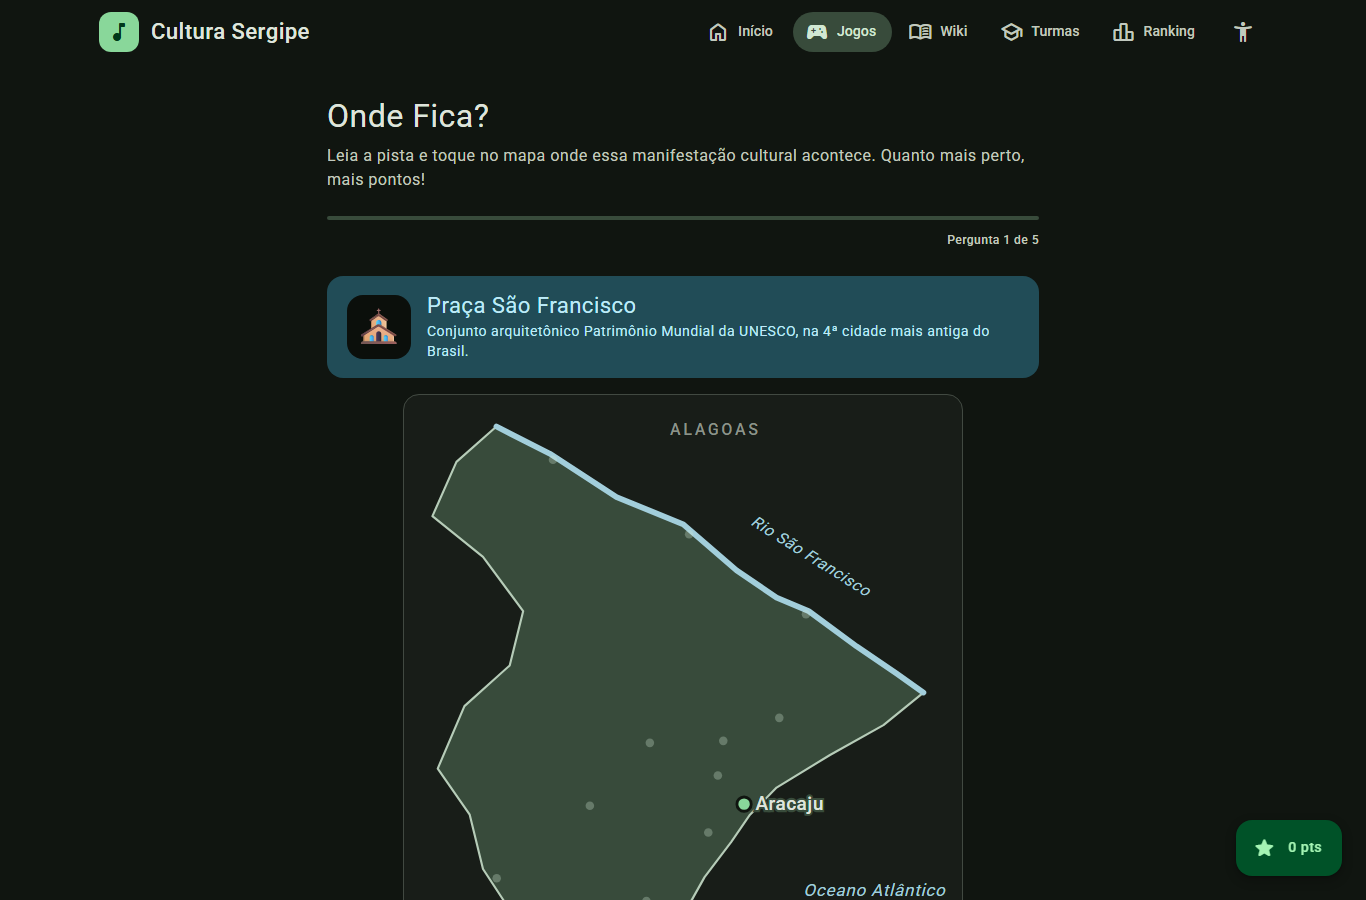 Cultura Sergipe
Início
Jogos
Wiki
Turmas
Ranking
Onde Fica?
Leia a pista e toque no mapa onde essa manifestação cultural acontece. Quanto mais perto,
mais pontos!
Pergunta 1 de 5
Praça São Francisco
Conjunto arquitetônico Patrimônio Mundial da UNESCO, na 4ª cidade mais antiga do
Brasil.
ALAGOAS
Rio São Francisco
Aracaju
0 pts
Oceano Atlântico